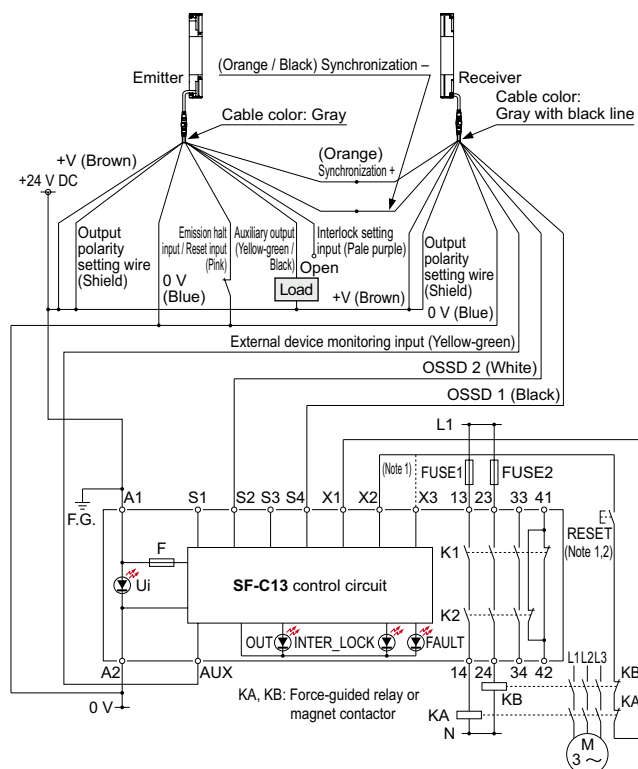 (Orange / Black) Synchronization –
Emitter
Receiver
Cable color: Gray
Cable color:
Gray with black line
+V (Brown)
(Orange)
Synchronization +
+24 V DC
Output
polarity
setting wire
(Shield)
0 V
(Blue)
Emission halt
input / Reset input
(Pink)
Auxiliary output
(Yellow-green /
Black)
Interlock setting
input (Pale purple)
Open
Load
+V (Brown)
Output
polarity
setting wire
(Shield)
0 V (Blue)
External device monitoring input (Yellow-green)
OSSD 2 (White)
OSSD 1 (Black)
L1
(Note 1)
FUSE1
FUSE2
F.G.
A1
S1
S2
S3
S4
X1
X2
X3
13
23
33
41
RESET
(Note 1,2)
F
Ui
SF-C13 control circuit
K1
K2
OUT
INTER_LOCK
FAULT
A2
AUX
14
24
34
42
0 V
KA, KB: Force-guided relay or
magnet contactor
KA
KB
N
L1
L2
L3
KB
KA
M
3 ~